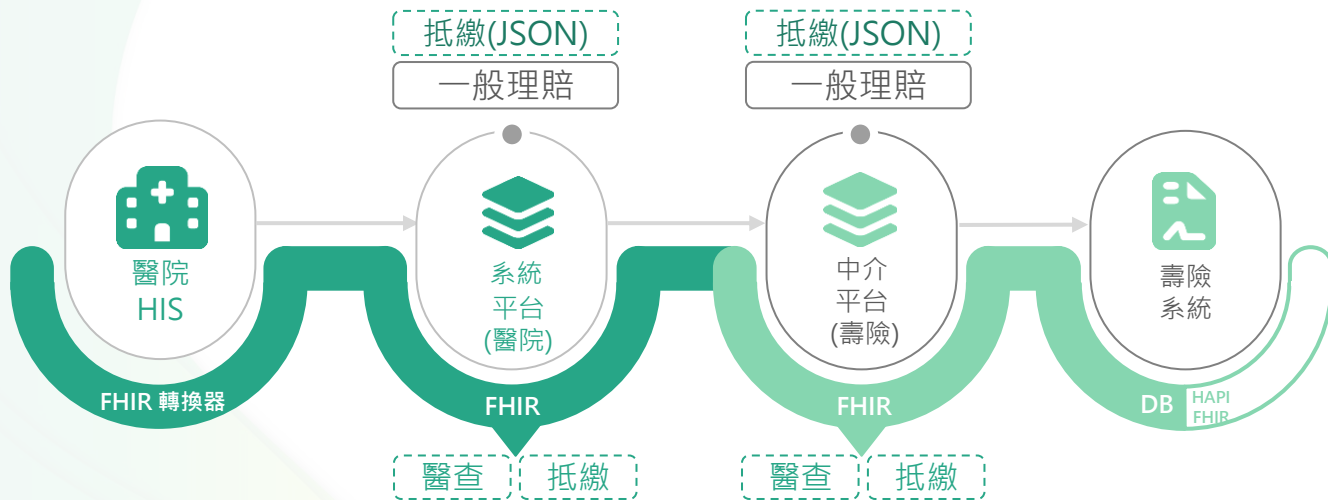 抵繳(JSON)
一般理賠
抵繳(JSON)
一般理賠
醫院
HIS
系統
平台
(醫院)
中介
平台
(壽險)
壽險
系統
FHIR 轉換器
FHIR
FHIR
DB
HAPI
FHIR
醫查
抵繳
醫查
抵繳